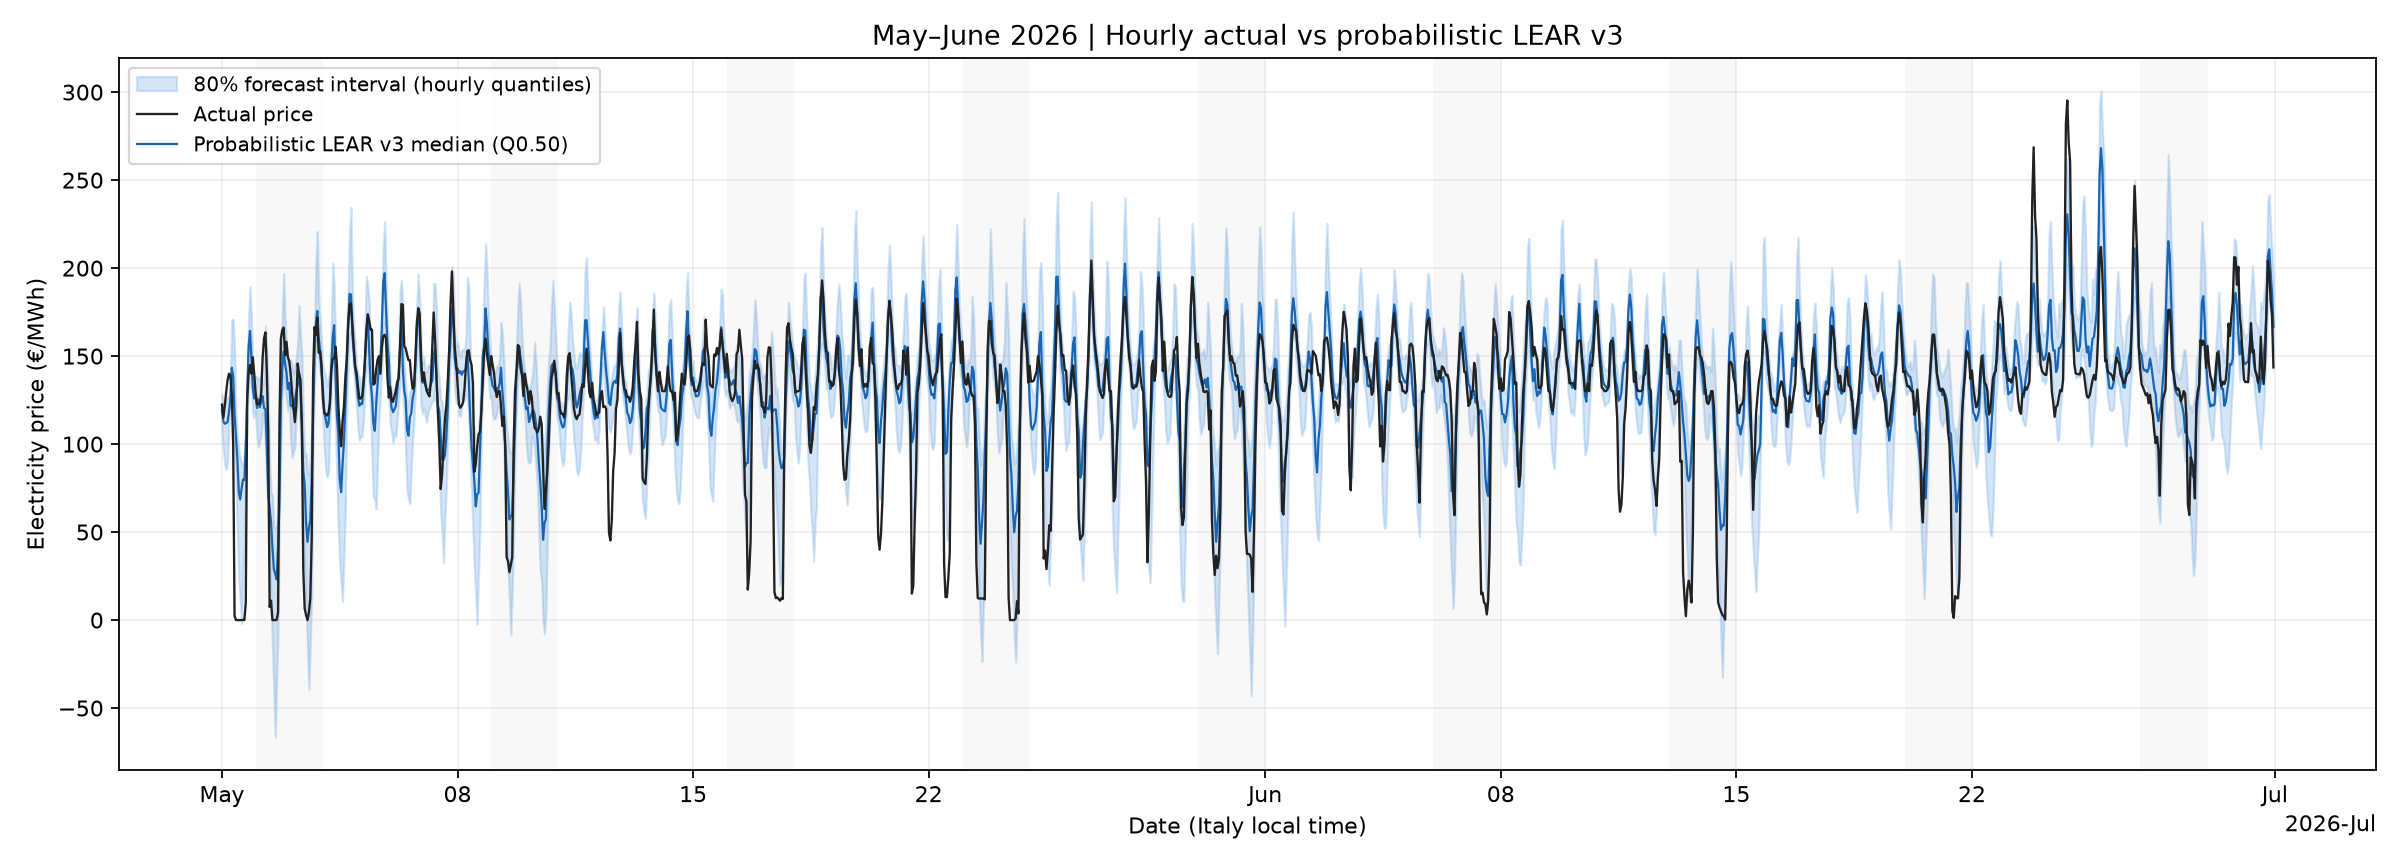 May–June 2026 | Hourly actual vs probabilistic LEAR v3
80% forecast interval (hourly quantiles)
Actual price
Probabilistic LEAR v3 median (Q0.50)
Electricity price (€/MWh)
300
250
200
150
100
50
0
−50
May
08
15
22
Jun
08
15
22
Jul
2026-Jul
Date (Italy local time)